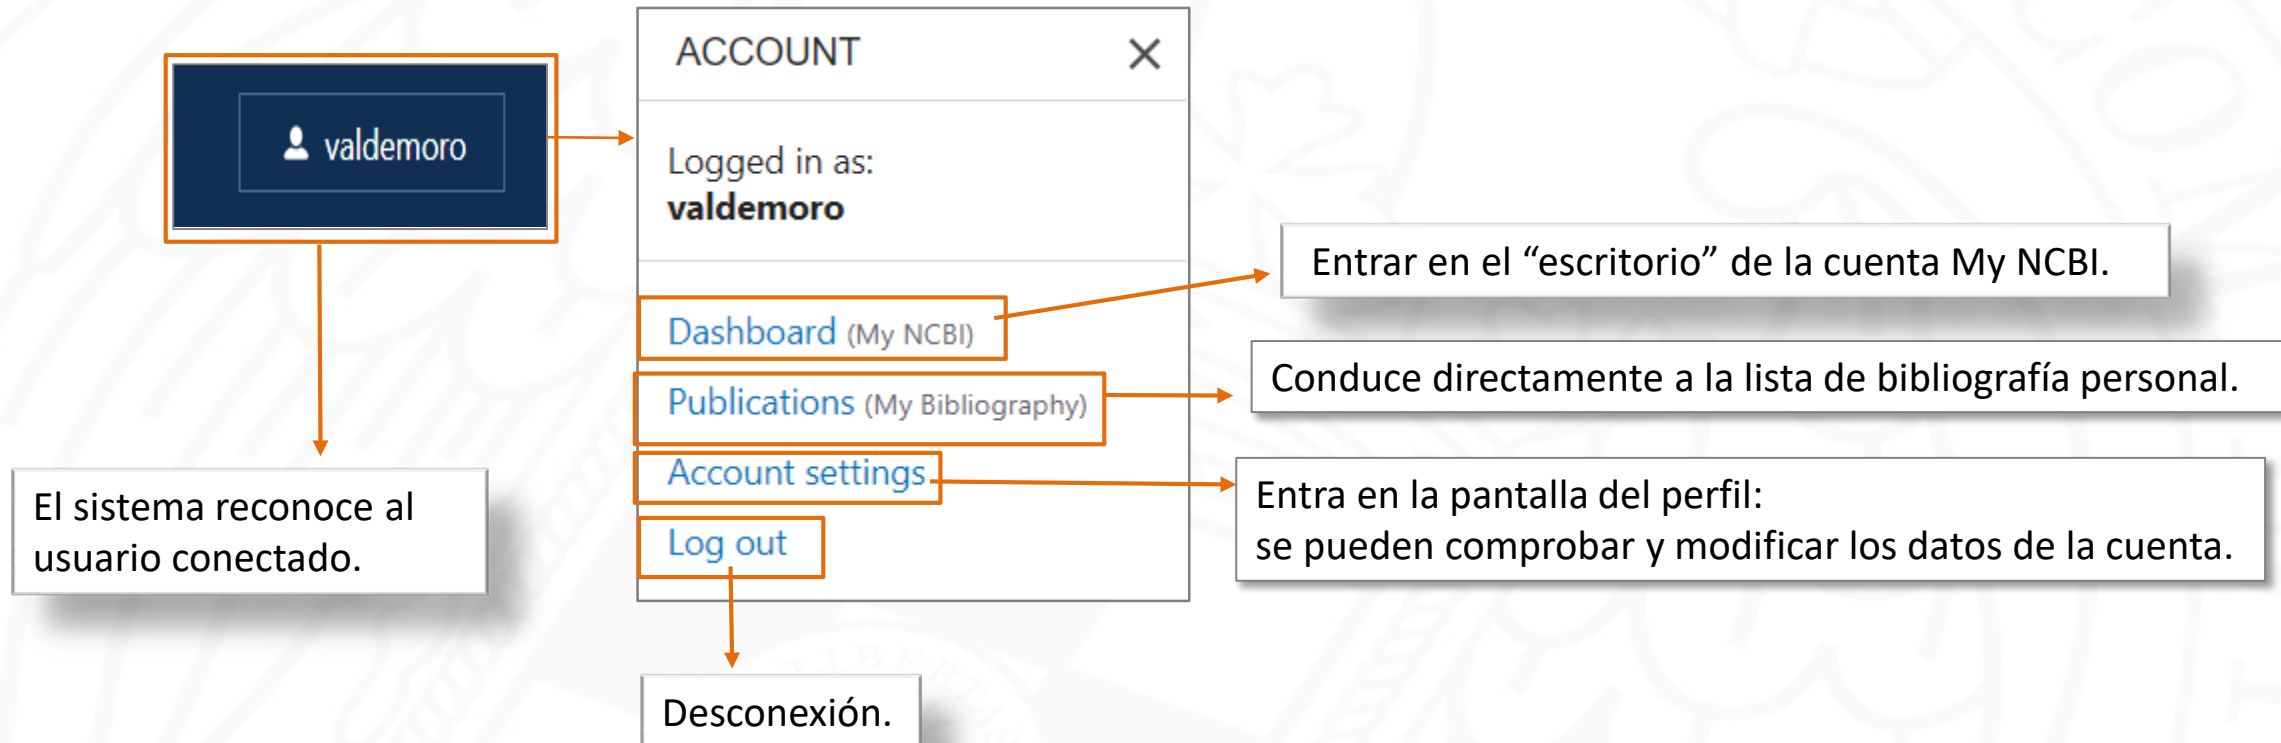 valdemoro
ACCOUNT
Logged in as:
valdemoro
Dashboard (My NCBI)
Publications (My Bibliography)
Account settings
Log out
Entrar en el “escritorio” de la cuenta My NCBI.
Conduce directamente a la lista de bibliografía personal.
Entra en la pantalla del perfil:
se pueden comprobar y modificar los datos de la cuenta.
El sistema reconoce al
usuario conectado.
Desconexión.